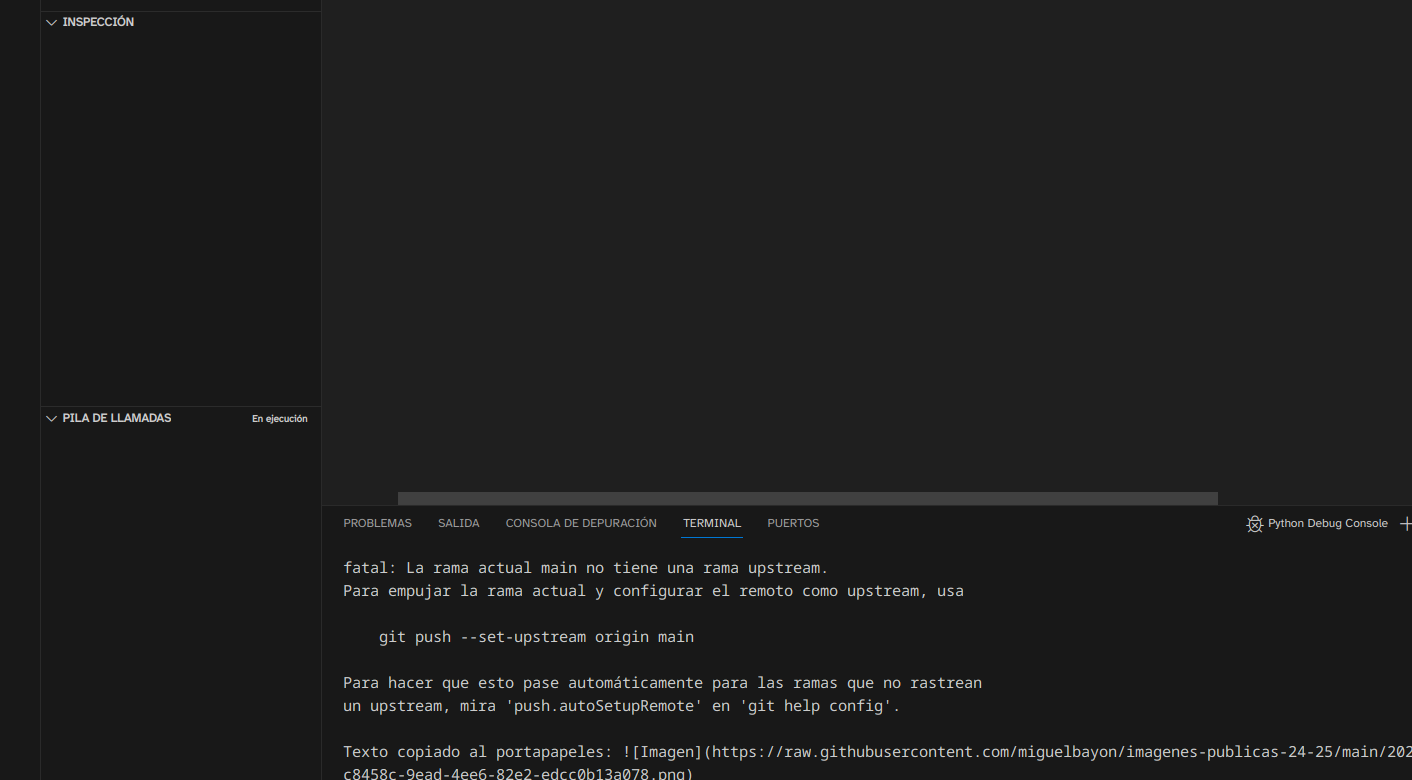 INSPECCIÓN
PILA DE LLAMADAS En ejecución
PROBLEMAS SALIDA CONSOLA DE DEPURACIÓN TERMINAL PUERTOS Python Debug Console
fatal: La rama actual main no tiene una rama upstream.
Para empujar la rama actual y configurar el remoto como upstream, usa
git push --set-upstream origin main
Para hacer que esto pase automáticamente para las ramas que no rastrean
un upstream, mira 'push.autoSetupRemote' en 'git help config'.
Texto copiado al portapapeles: ![Imagen](https://raw.githubusercontent.com/miguelbayon/imagenes-publicas-24-25/main/202
c8458c-9ead-4ee6-82e2-edcc0b13a078.png)